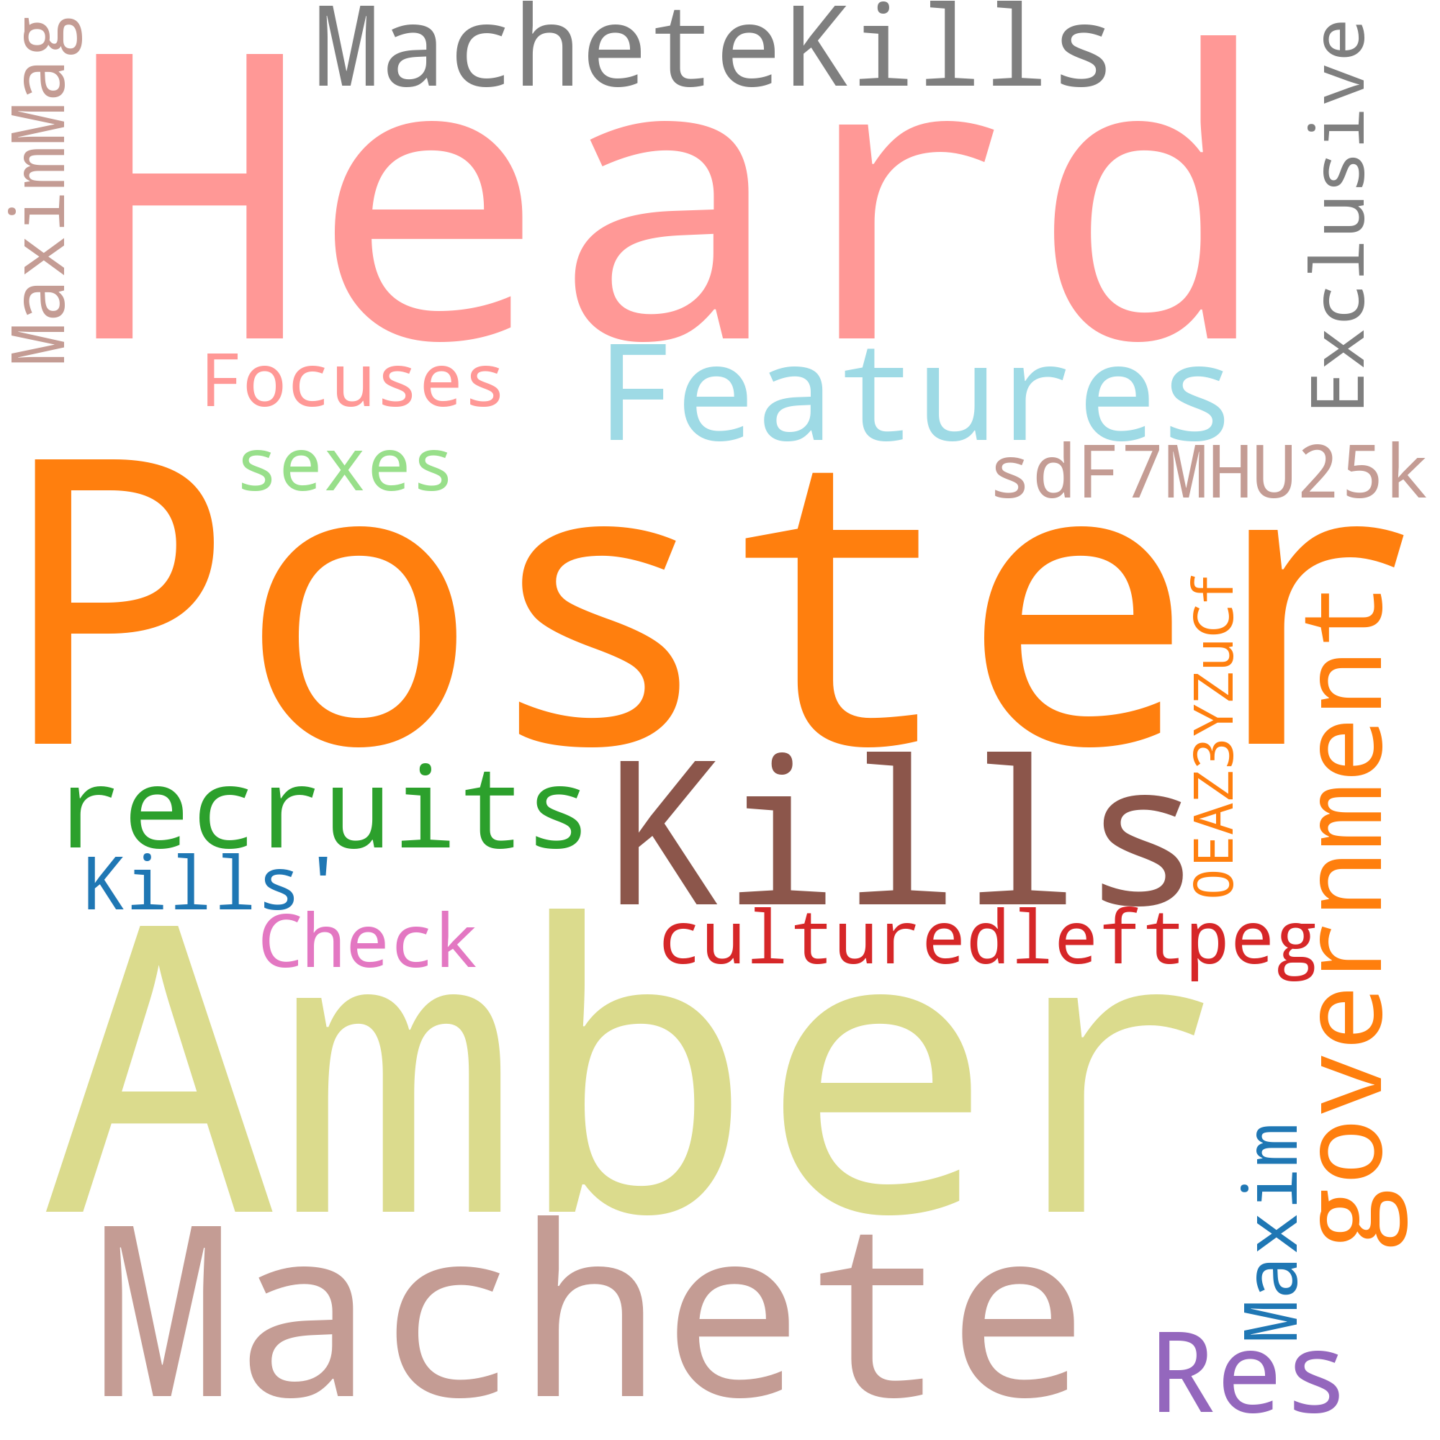 MacheteKills
MaximMag
Heard
Exclusive
Focuses
Features
sexes
sdF7MHU25k
Poster
0EAZ3YZuCf
government
recruits
Kills
Kills'
Check
culturedleftpeg
Amber
Maxim
Machete
Res